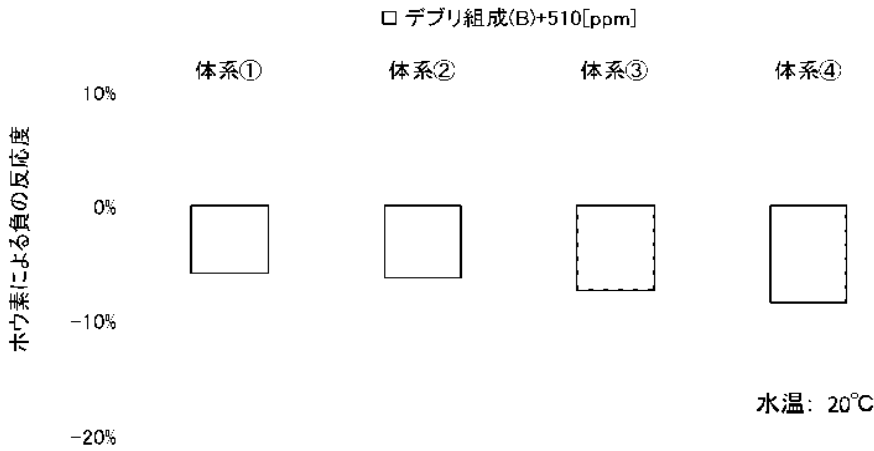 □ デブリ組成(B)+510[ppm]
体系① 体系② 体系③ 体系④
10%
0%
-10%
-20%
ホウ素による負の反応度
水温: 20℃